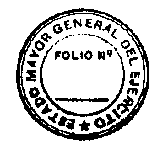 ESTADO MAYOR GENERAL DEL EJERCITO
FOLIO Nº